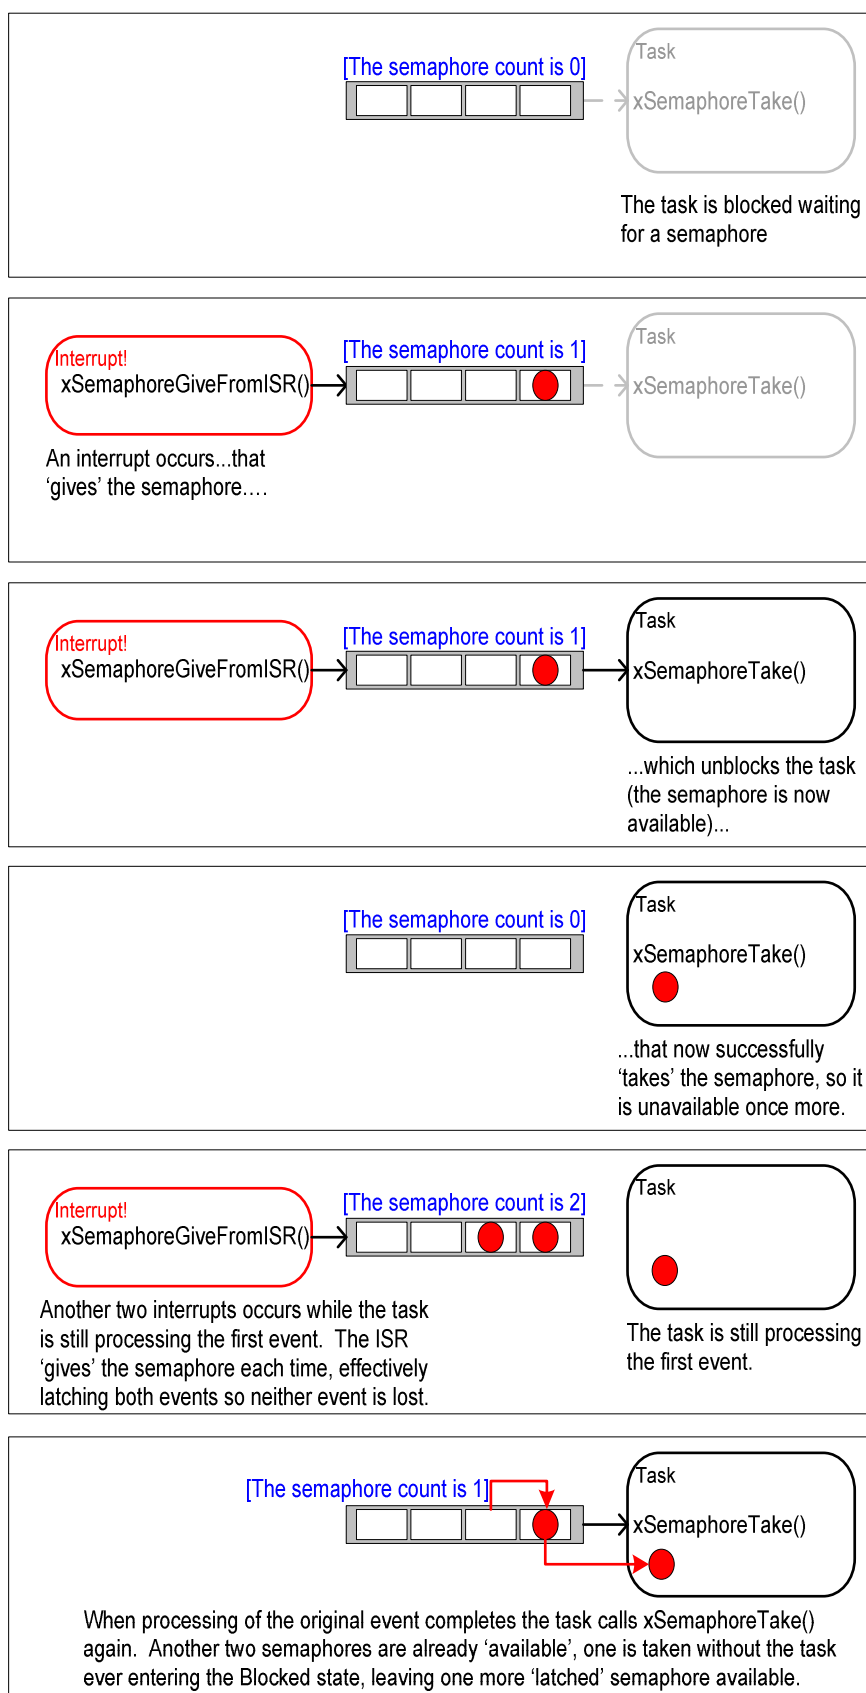 [The semaphore count is 0]
Task
xSemaphoreTake()
The task is blocked waiting
for a semaphore
Interrupt!
xSemaphoreGiveFromISR()
[The semaphore count is 1]
Task
xSemaphoreTake()
An interrupt occurs...that
‘gives’ the semaphore….
Interrupt!
xSemaphoreGiveFromISR()
[The semaphore count is 1]
Task
xSemaphoreTake()
...which unblocks the task
(the semaphore is now
available)...
[The semaphore count is 0]
Task
xSemaphoreTake()
...that now successfully
‘takes’ the semaphore, so it
is unavailable once more.
Interrupt!
xSemaphoreGiveFromISR()
[The semaphore count is 2]
Task
Another two interrupts occurs while the task
is still processing the first event.  The ISR
‘gives’ the semaphore each time, effectively
latching both events so neither event is lost.
The task is still processing
the first event.
[The semaphore count is 1]
Task
xSemaphoreTake()
When processing of the original event completes the task calls xSemaphoreTake()
again.  Another two semaphores are already ‘available’, one is taken without the task
ever entering the Blocked state, leaving one more ‘latched’ semaphore available.